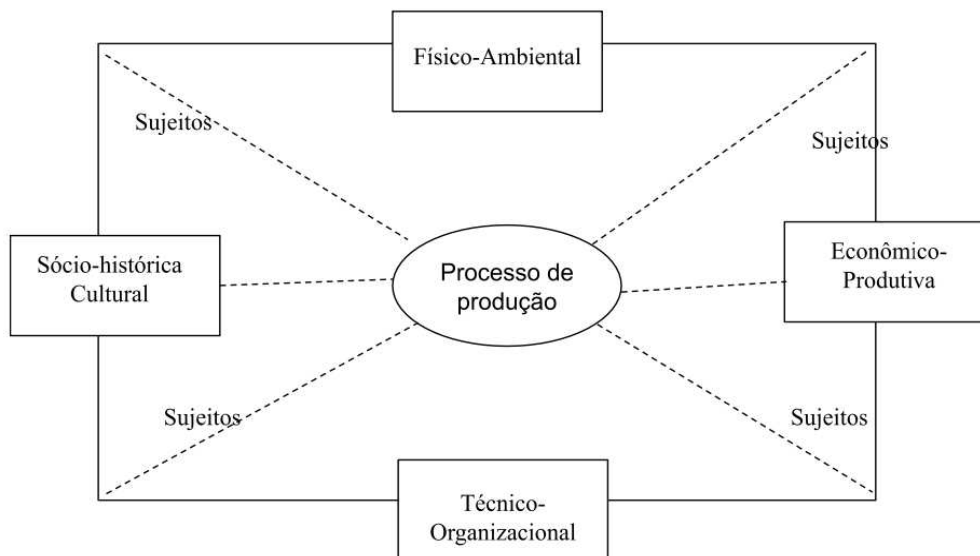 Físico-Ambiental
Sujeitos
Sujeitos
Sócio-histórica
Cultural
Processo de
produção
Econômico-
Produtiva
Sujeitos
Sujeitos
Técnico-
Organizacional